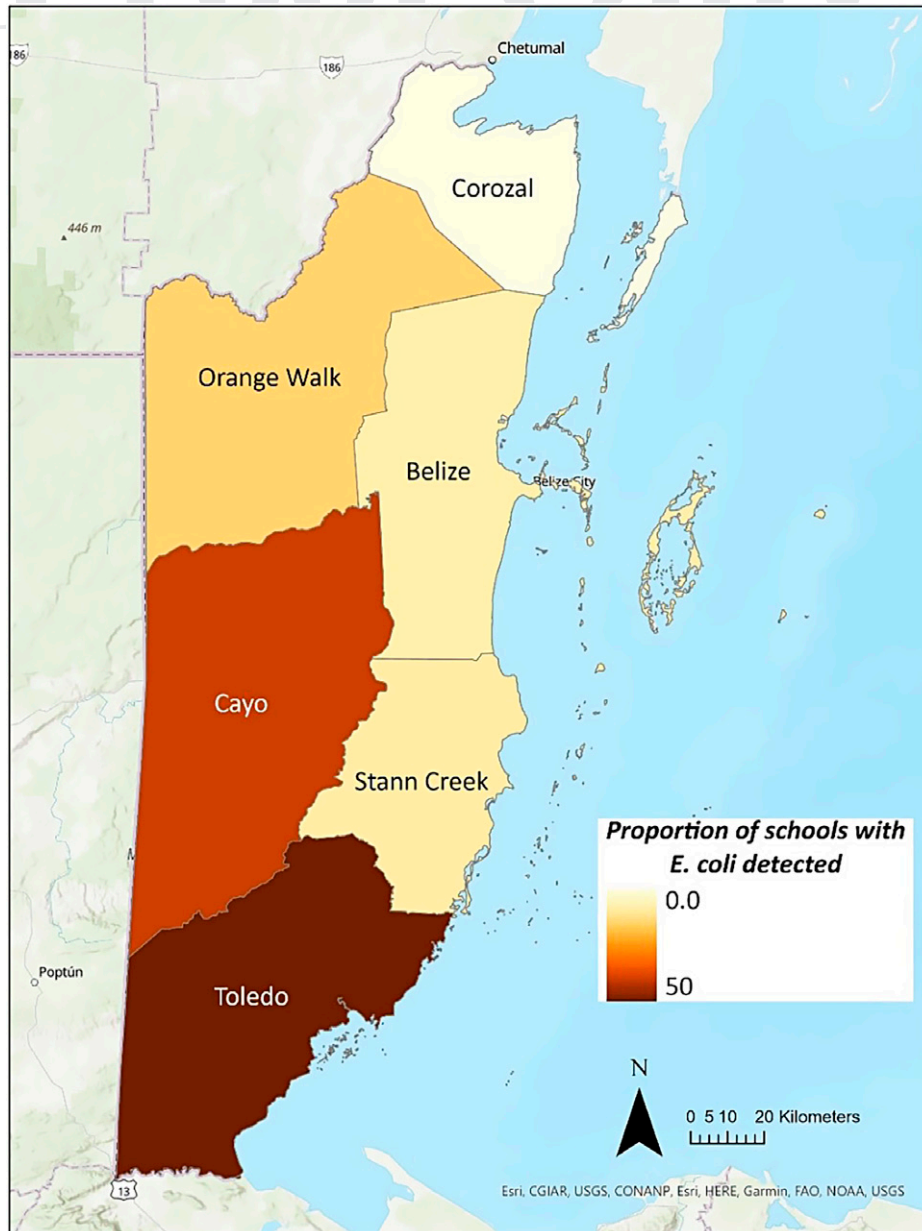 Chetumal
186
186
Corozal
446 m
Orange Walk
Belize
Belize City
Cayo
Stann Creek
Proportion of schools with
E. coli detected
0.0
50
Poptún
Toledo
N
0 5 10 20 Kilometers
13
Esri, CGIAR, USGS, CONANP, Esri, HERE, Garmin, FAO, NOAA, USGS